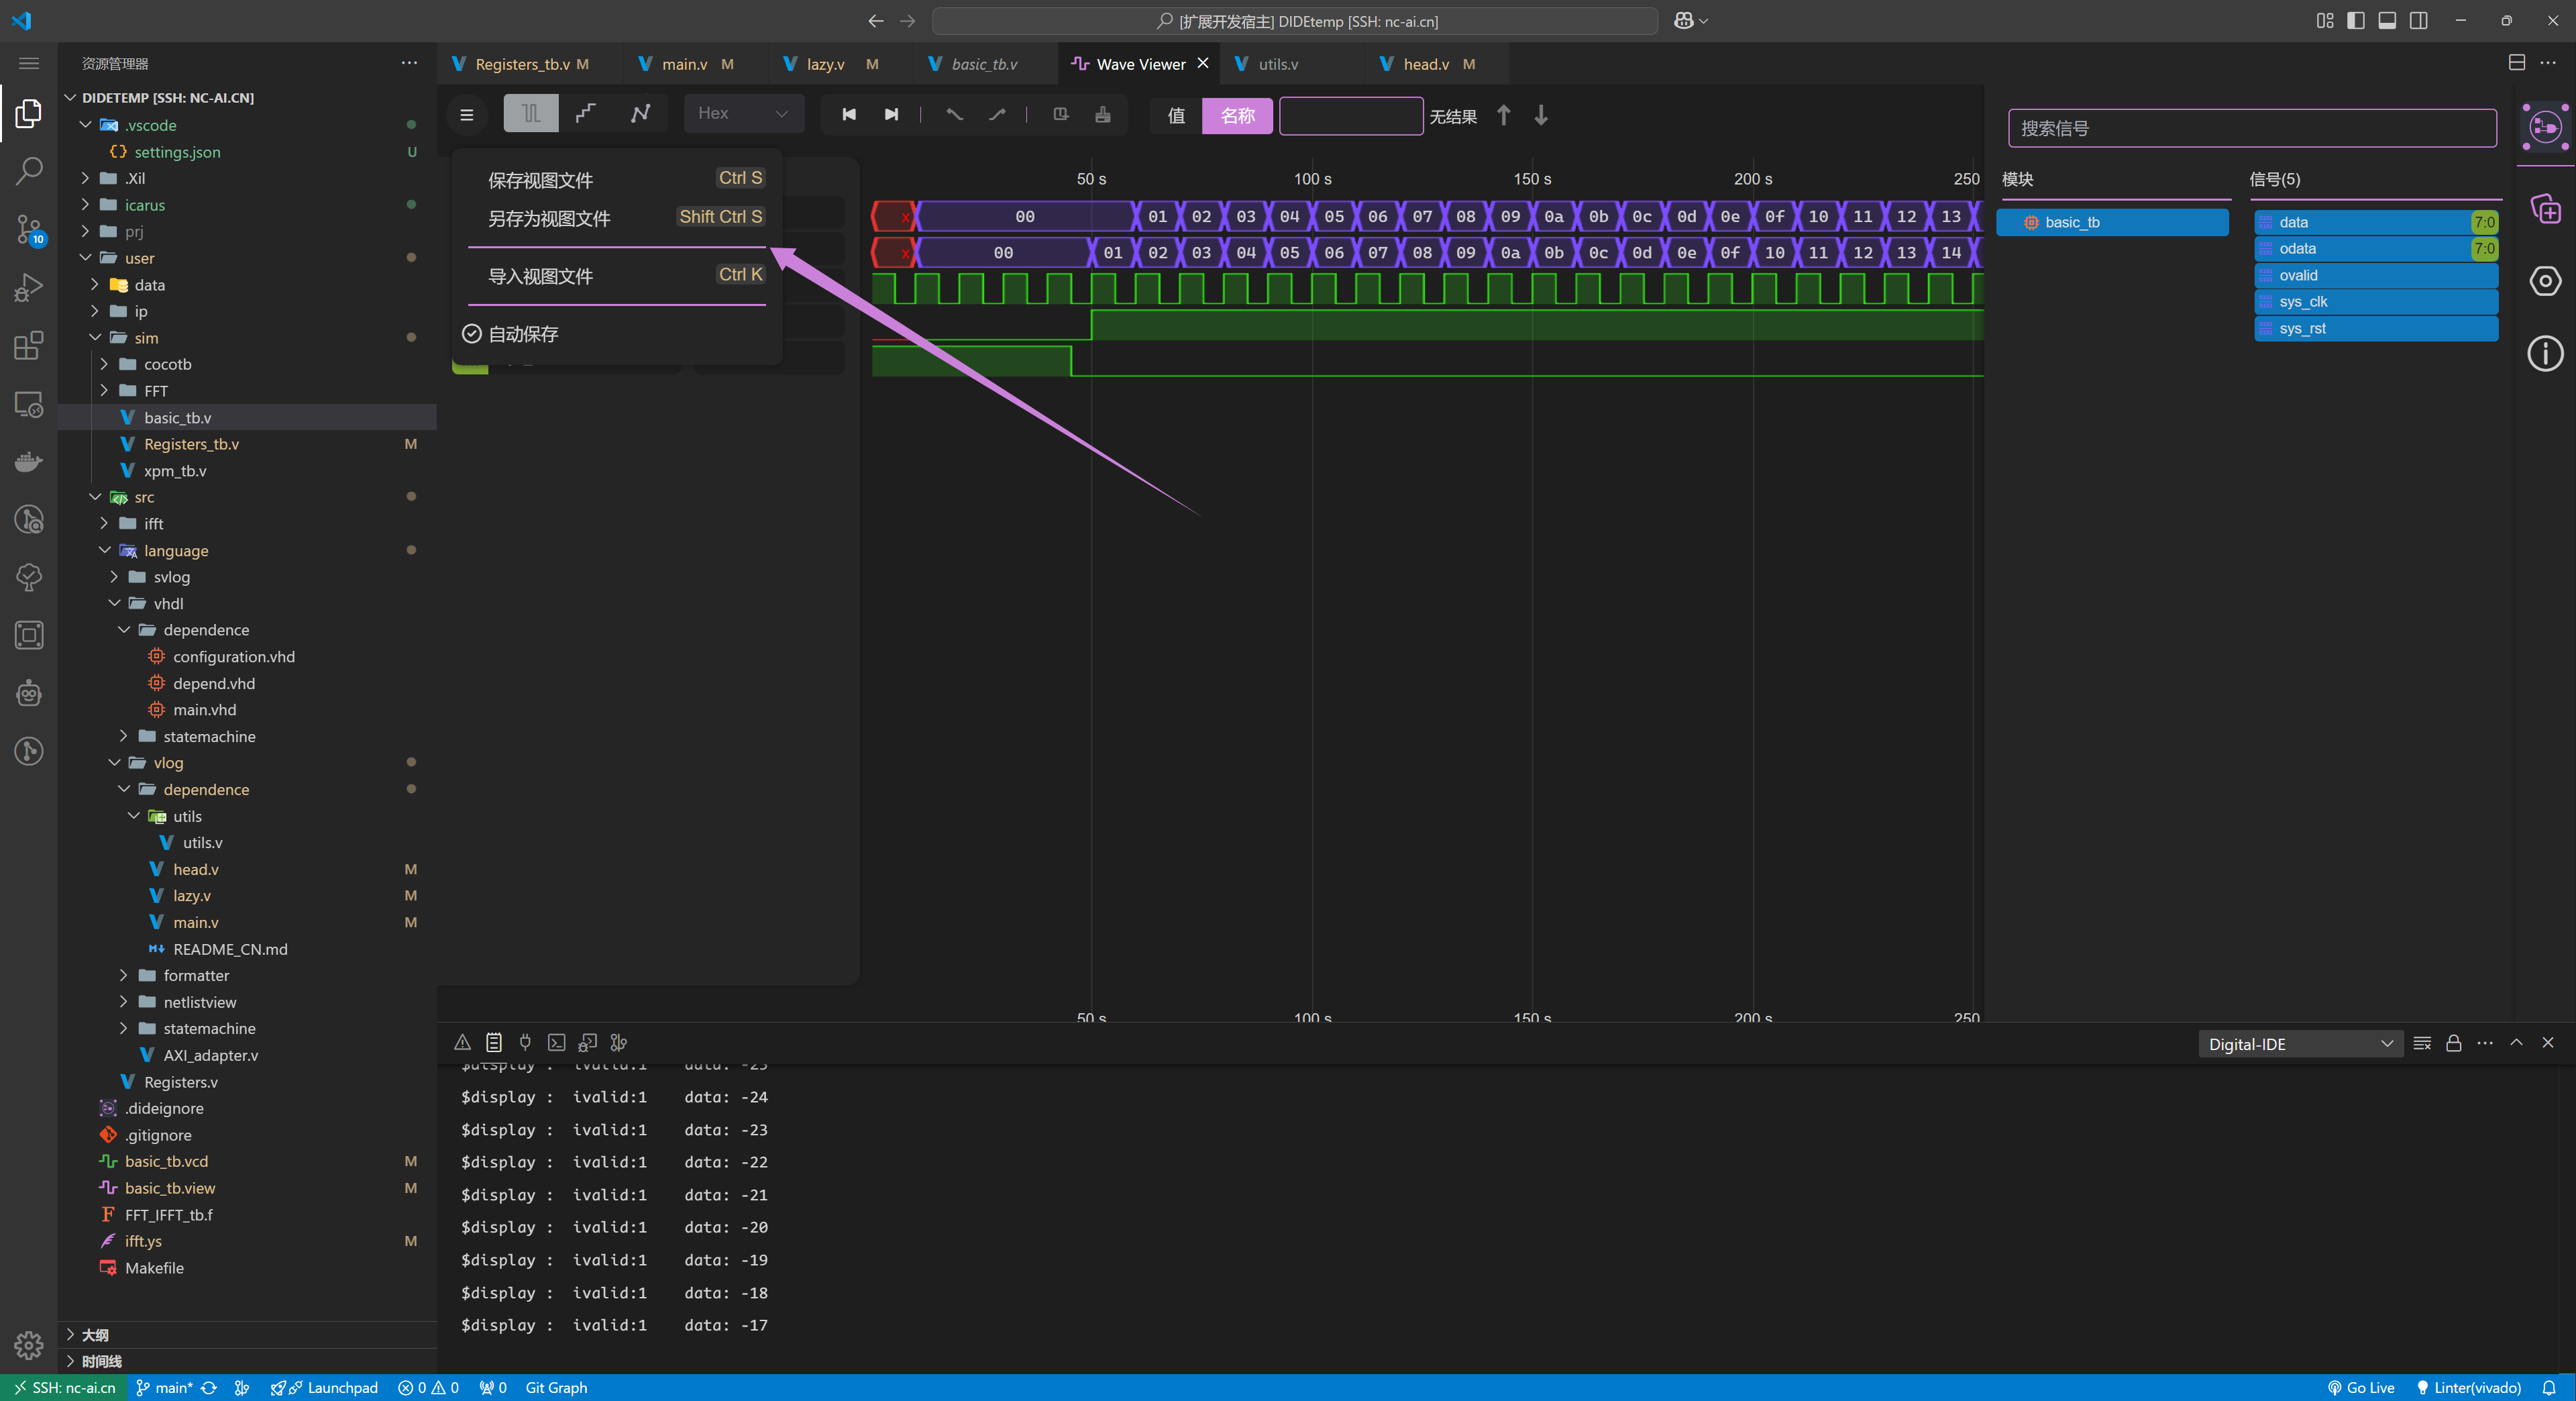 [扩展开发宿主] DIDEtemp [SSH: nc-ai.cn]
资源管理器
Registers_tb.v M
main.v M
lazy.v M
basic_tb.v
Wave Viewer
utils.v
head.v M
DIDETEMP [SSH: NC-AI.CN]
.vscode
settings.json U
.Xil
icarus
prj
user
data
ip
sim
cocotb
FFT
basic_tb.v
Registers_tb.v M
xpm_tb.v
src
ifft
language
svlog
vhdl
dependence
configuration.vhd
depend.vhd
main.vhd
statemachine
vlog
dependence
utils
utils.v
head.v M
lazy.v M
main.v M
README_CN.md
formatter
netlistview
statemachine
AXI_adapter.v
Registers.v
.dideignore
.gitignore
basic_tb.vcd M
basic_tb.view M
FFT_IFFT_tb.f
ifft.ys M
Makefile
大纲
时间线
10
Hex
值
名称
无结果
保存视图文件 Ctrl S
另存为视图文件 Shift Ctrl S
导入视图文件 Ctrl K
自动保存
50 s 100 s 150 s 200 s 250
x 00 01 02 03 04 05 06 07 08 09 0a 0b 0c 0d 0e 0f 10 11 12 13
x 00 01 02 03 04 05 06 07 08 09 0a 0b 0c 0d 0e 0f 10 11 12 13 14
50 s 100 s 150 s 200 s 250
搜索信号
模块
basic_tb
信号(5)
data 7:0
odata 7:0
ovalid
sys_clk
sys_rst
Digital-IDE
$display : ivalid:1 data: -25
$display : ivalid:1 data: -24
$display : ivalid:1 data: -23
$display : ivalid:1 data: -22
$display : ivalid:1 data: -21
$display : ivalid:1 data: -20
$display : ivalid:1 data: -19
$display : ivalid:1 data: -18
$display : ivalid:1 data: -17
SSH: nc-ai.cn main* Launchpad 0 0 0 Git Graph Go Live Linter(vivado)